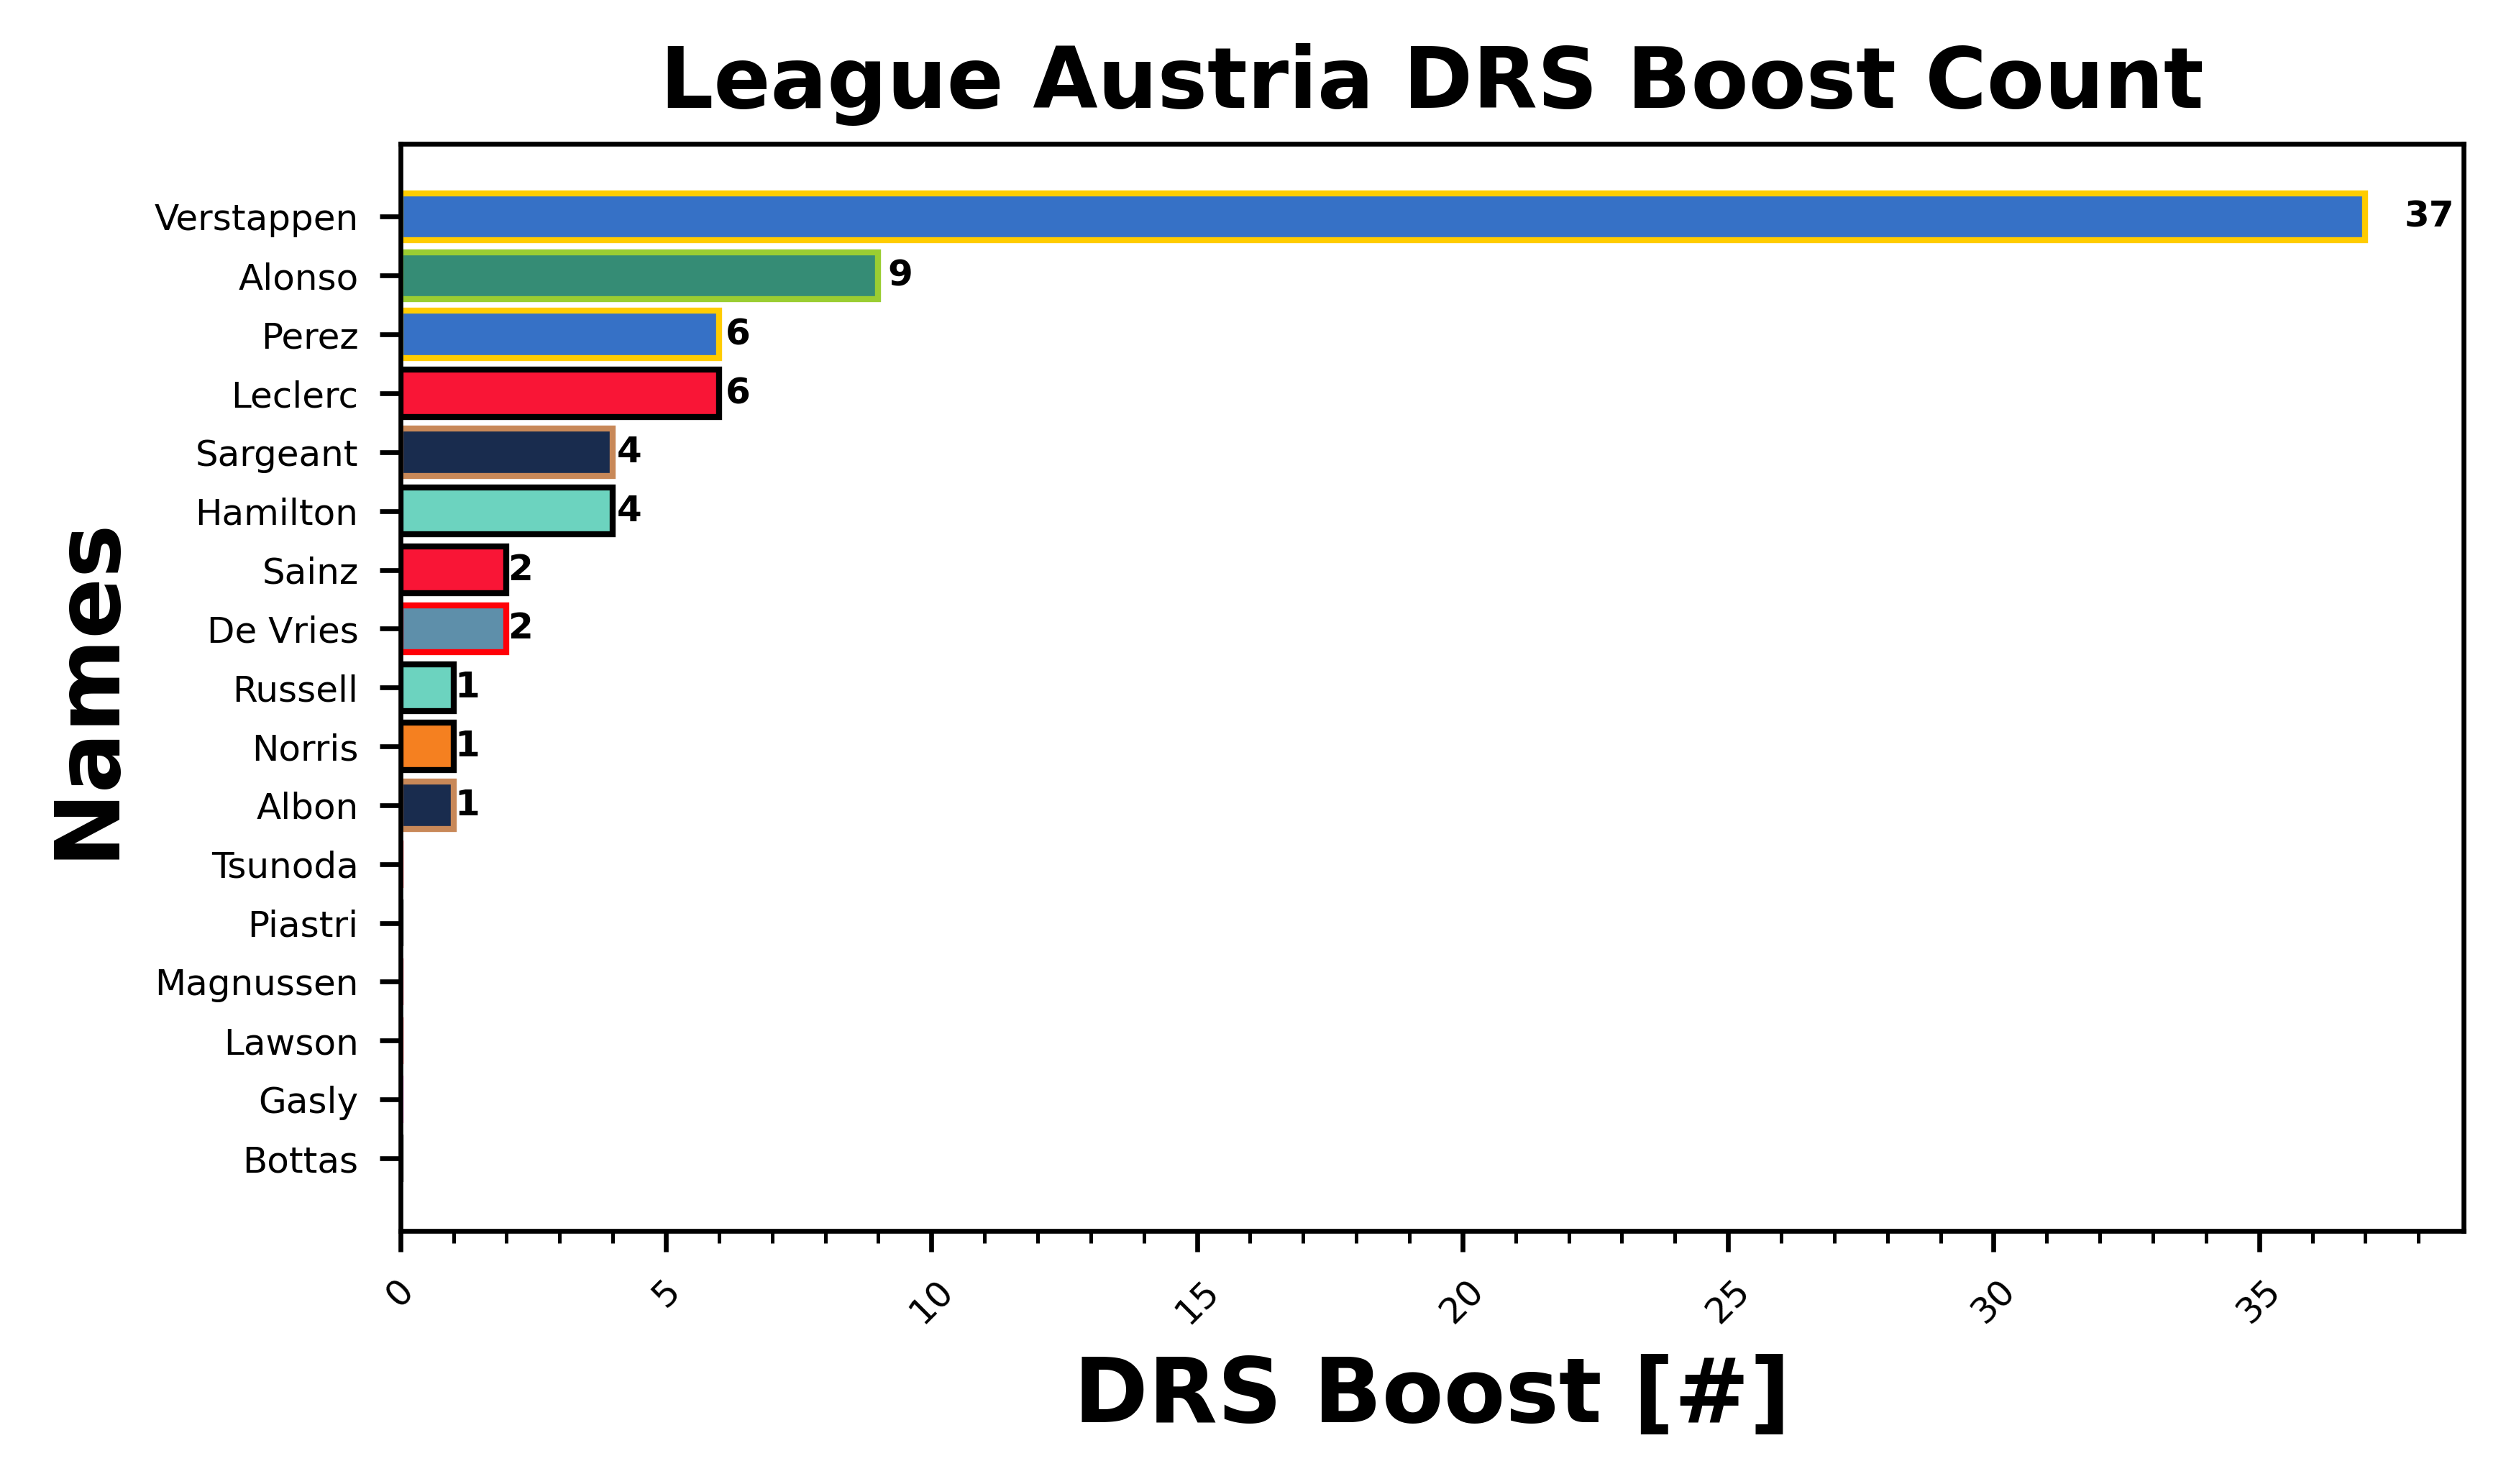 League Austria DRS Boost Count
Names
Verstappen 37
Alonso 9
Perez 6
Leclerc 6
Sargeant 4
Hamilton 4
Sainz 2
De Vries 2
Russell 1
Norris 1
Albon 1
Tsunoda
Piastri
Magnussen
Lawson
Gasly
Bottas
0 5 10 15 20 25 30 35
DRS Boost [#]